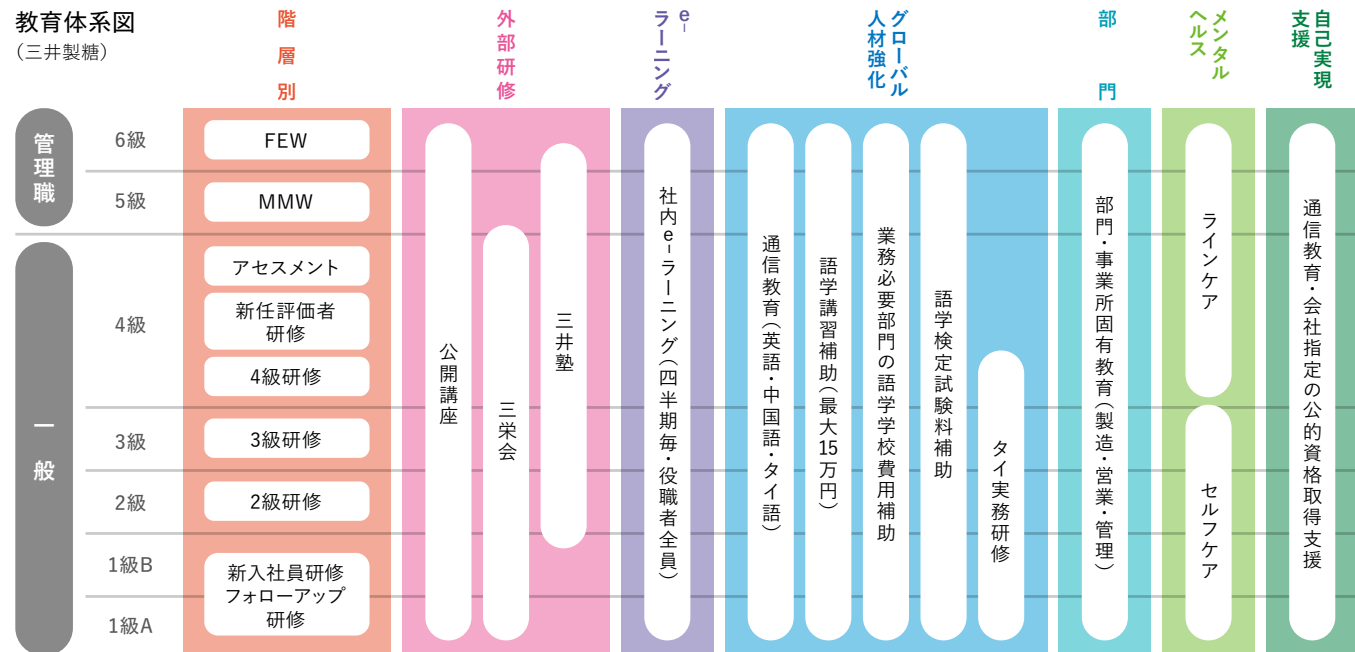 教育体系図
(三井製糖)
階層別
外部研修
e-
ラーニング
グローバル
人材強化
部門
メンタル
ヘルス
自己実現
支援
管理職
一般
6級
5級
4級
3級
2級
1級B
1級A
FEW
MMW
アセスメント
新任評価者
研修
4級研修
3級研修
2級研修
新入社員研修
フォローアップ
研修
公開講座
三栄会
三井塾
社内e-ラーニング(四半期毎・役職者全員)
通信教育(英語・中国語・タイ語)
語学講習補助(最大15万円)
業務必要部門の語学学校費用補助
語学検定試験料補助
タイ実務研修
部門・事業所固有教育(製造・営業・管理)
ラインケア
セルフケア
通信教育・会社指定の公的資格取得支援